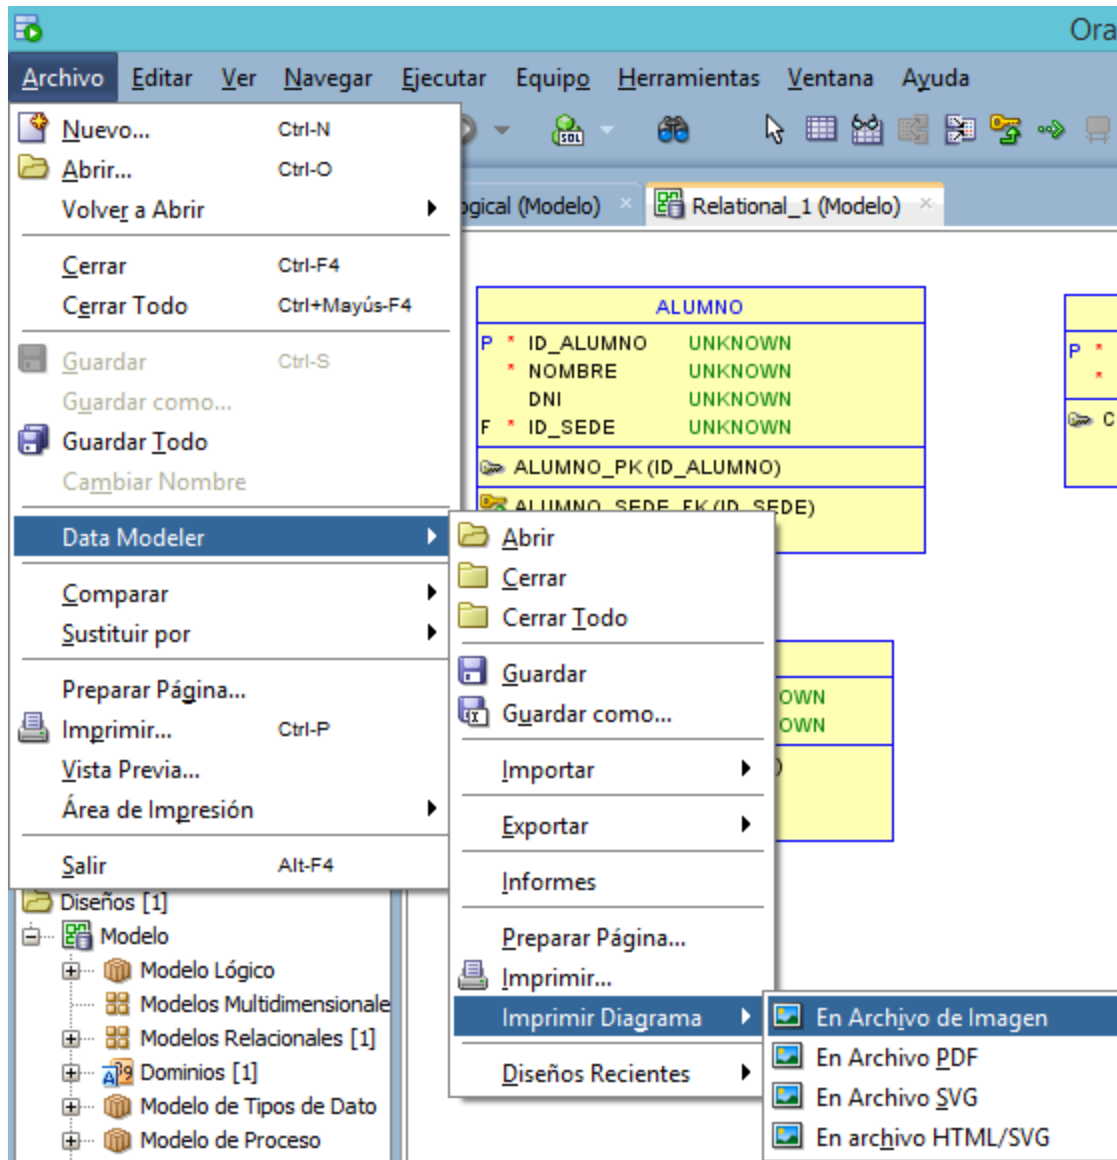 Ora
Archivo Editar Ver Navegar Ejecutar Equipo Herramientas Ventana Ayuda
SQL
Nuevo... Ctrl-N
Abrir... Ctrl-O
Volver a Abrir
Cerrar Ctrl-F4
Cerrar Todo Ctrl+Mayús-F4
Guardar Ctrl-S
Guardar como...
Guardar Todo
Cambiar Nombre
Data Modeler
Comparar
Sustituir por
Preparar Página...
Imprimir... Ctrl-P
Vista Previa...
Área de Impresión
Salir Alt-F4
ogical (Modelo) × Relational_1 (Modelo) ×
ALUMNO
P * ID_ALUMNO UNKNOWN
* NOMBRE UNKNOWN
DNI UNKNOWN
F * ID_SEDE UNKNOWN
ALUMNO_PK (ID_ALUMNO)
ALUMNO_SEDE_FK (ID_SEDE)
P *
*
C
OWN
OWN
)
Abrir
Cerrar
Cerrar Todo
Guardar
Guardar como...
Importar
Exportar
Informes
Preparar Página...
Imprimir...
Imprimir Diagrama
Diseños Recientes
En Archivo de Imagen
En Archivo PDF
En Archivo SVG
En archivo HTML/SVG
Diseños [1]
Modelo
Modelo Lógico
Modelos Multidimensionale
Modelos Relacionales [1]
Dominios [1]
Modelo de Tipos de Dato
Modelo de Proceso